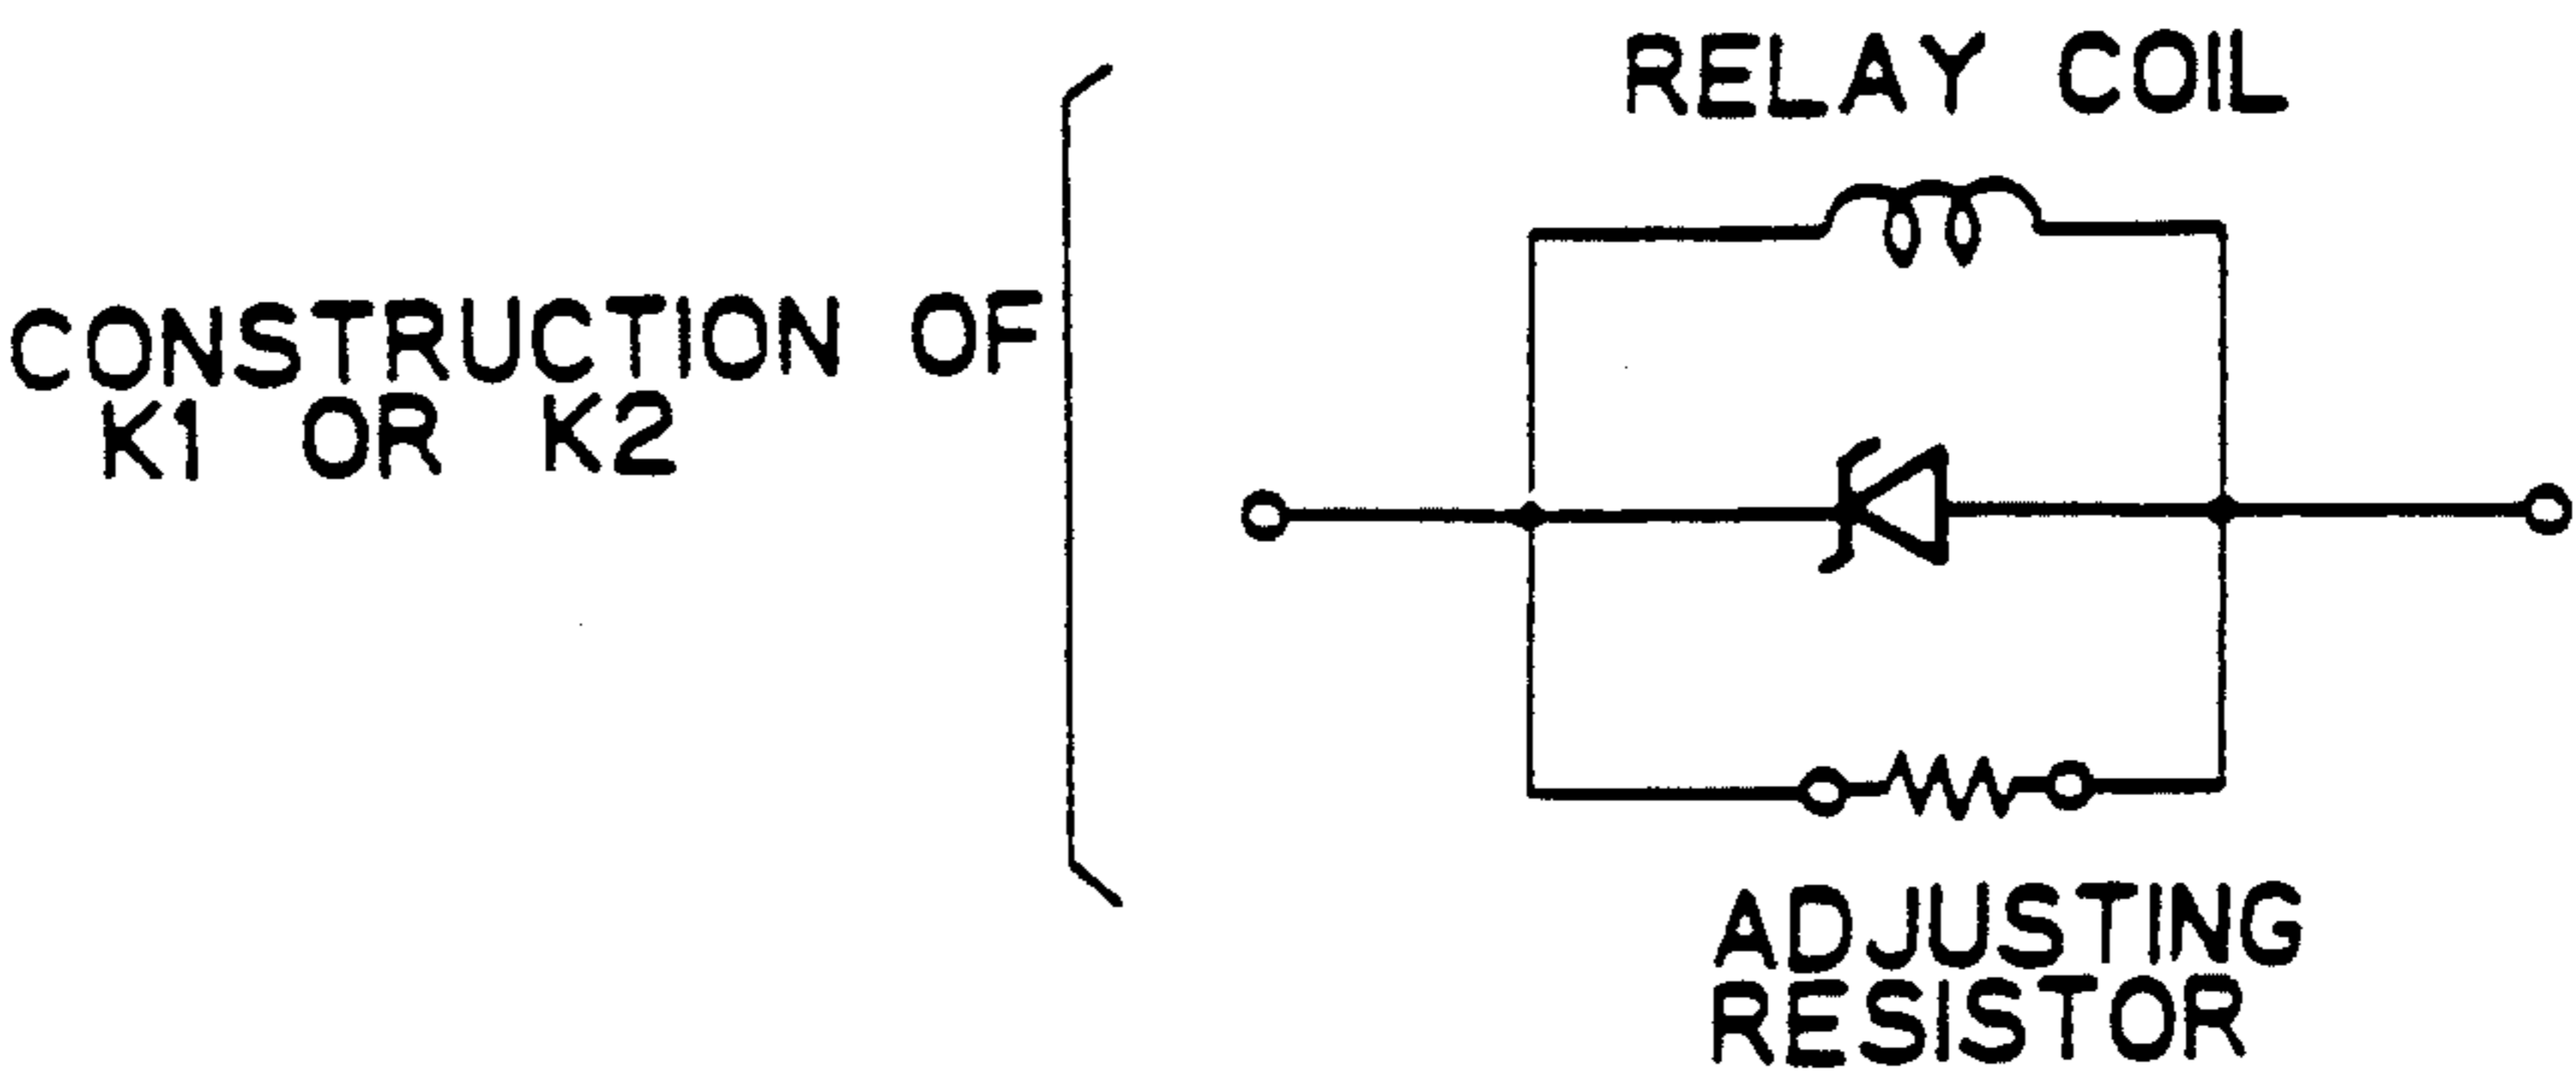 RELAY COIL
CONSTRUCTION OF
K1 OR K2
ADJUSTING
RESISTOR